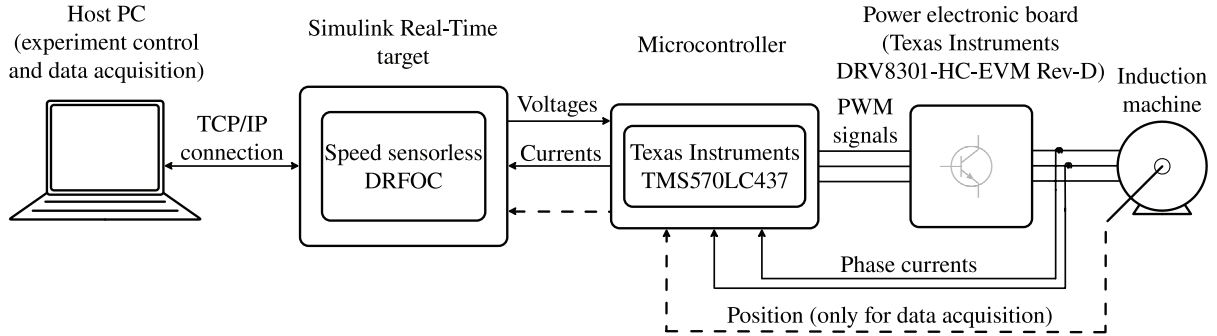 Host PC
(experiment control
and data acquisition)
Simulink Real-Time
target
Microcontroller
Power electronic board
(Texas Instruments
DRV8301-HC-EVM Rev-D)
Induction
machine
TCP/IP
connection
Speed sensorless
DRFOC
Voltages
Currents
Texas Instruments
TMS570LC437
PWM
signals
Phase currents
Position (only for data acquisition)